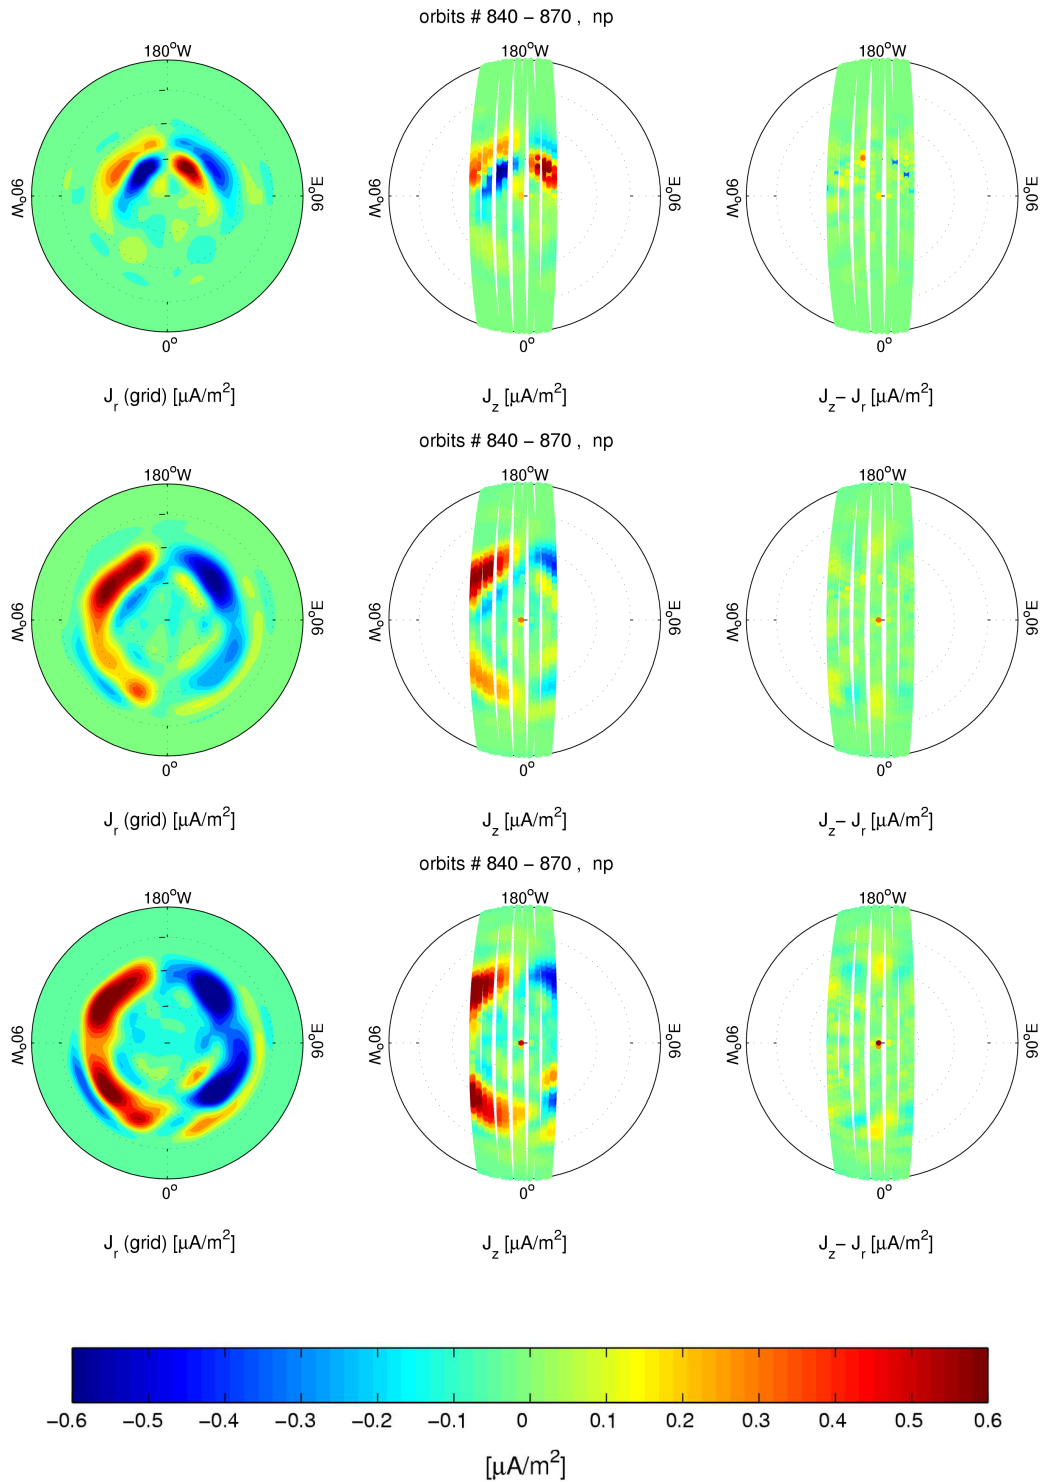 orbits # 840 – 870 , np
180°W 180°W 180°W
90°W 90°E 90°W 90°E 90°W 90°E
0° 0° 0°
J_r (grid) [μA/m²] J_z [μA/m²] J_z – J_r [μA/m²]
orbits # 840 – 870 , np
180°W 180°W 180°W
90°W 90°E 90°W 90°E 90°W 90°E
0° 0° 0°
J_r (grid) [μA/m²] J_z [μA/m²] J_z – J_r [μA/m²]
orbits # 840 – 870 , np
180°W 180°W 180°W
90°W 90°E 90°W 90°E 90°W 90°E
0° 0° 0°
J_r (grid) [μA/m²] J_z [μA/m²] J_z – J_r [μA/m²]
−0.6 −0.5 −0.4 −0.3 −0.2 −0.1 0 0.1 0.2 0.3 0.4 0.5 0.6
[μA/m²]